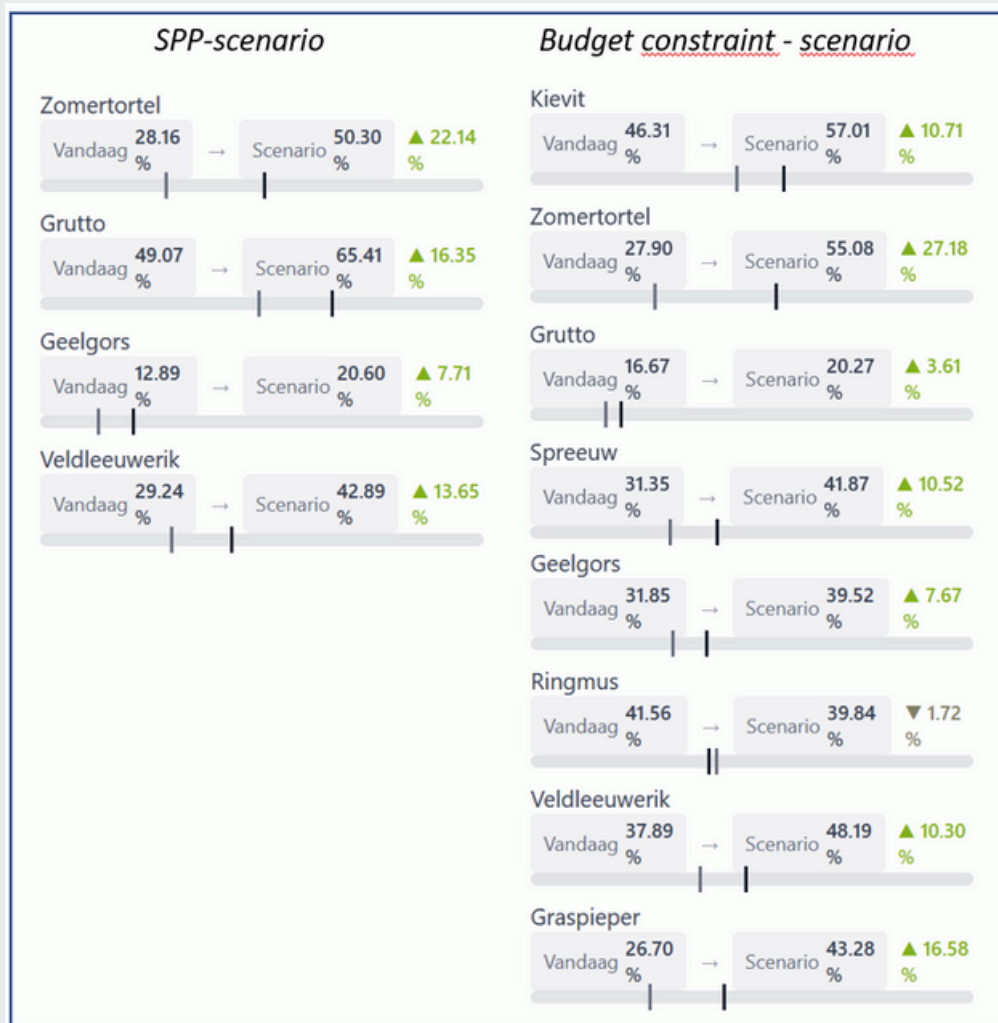 SPP-scenario
Zomertortel
Vandaag 28.16 % → Scenario 50.30 % ▲ 22.14 %
Grutto
Vandaag 49.07 % → Scenario 65.41 % ▲ 16.35 %
Geelgors
Vandaag 12.89 % → Scenario 20.60 % ▲ 7.71 %
Veldleeuwerik
Vandaag 29.24 % → Scenario 42.89 % ▲ 13.65 %
Budget constraint - scenario
Kievit
Vandaag 46.31 % → Scenario 57.01 % ▲ 10.71 %
Zomertortel
Vandaag 27.90 % → Scenario 55.08 % ▲ 27.18 %
Grutto
Vandaag 16.67 % → Scenario 20.27 % ▲ 3.61 %
Spreeuw
Vandaag 31.35 % → Scenario 41.87 % ▲ 10.52 %
Geelgors
Vandaag 31.85 % → Scenario 39.52 % ▲ 7.67 %
Ringmus
Vandaag 41.56 % → Scenario 39.84 % ▼ 1.72 %
Veldleeuwerik
Vandaag 37.89 % → Scenario 48.19 % ▲ 10.30 %
Graspieper
Vandaag 26.70 % → Scenario 43.28 % ▲ 16.58 %